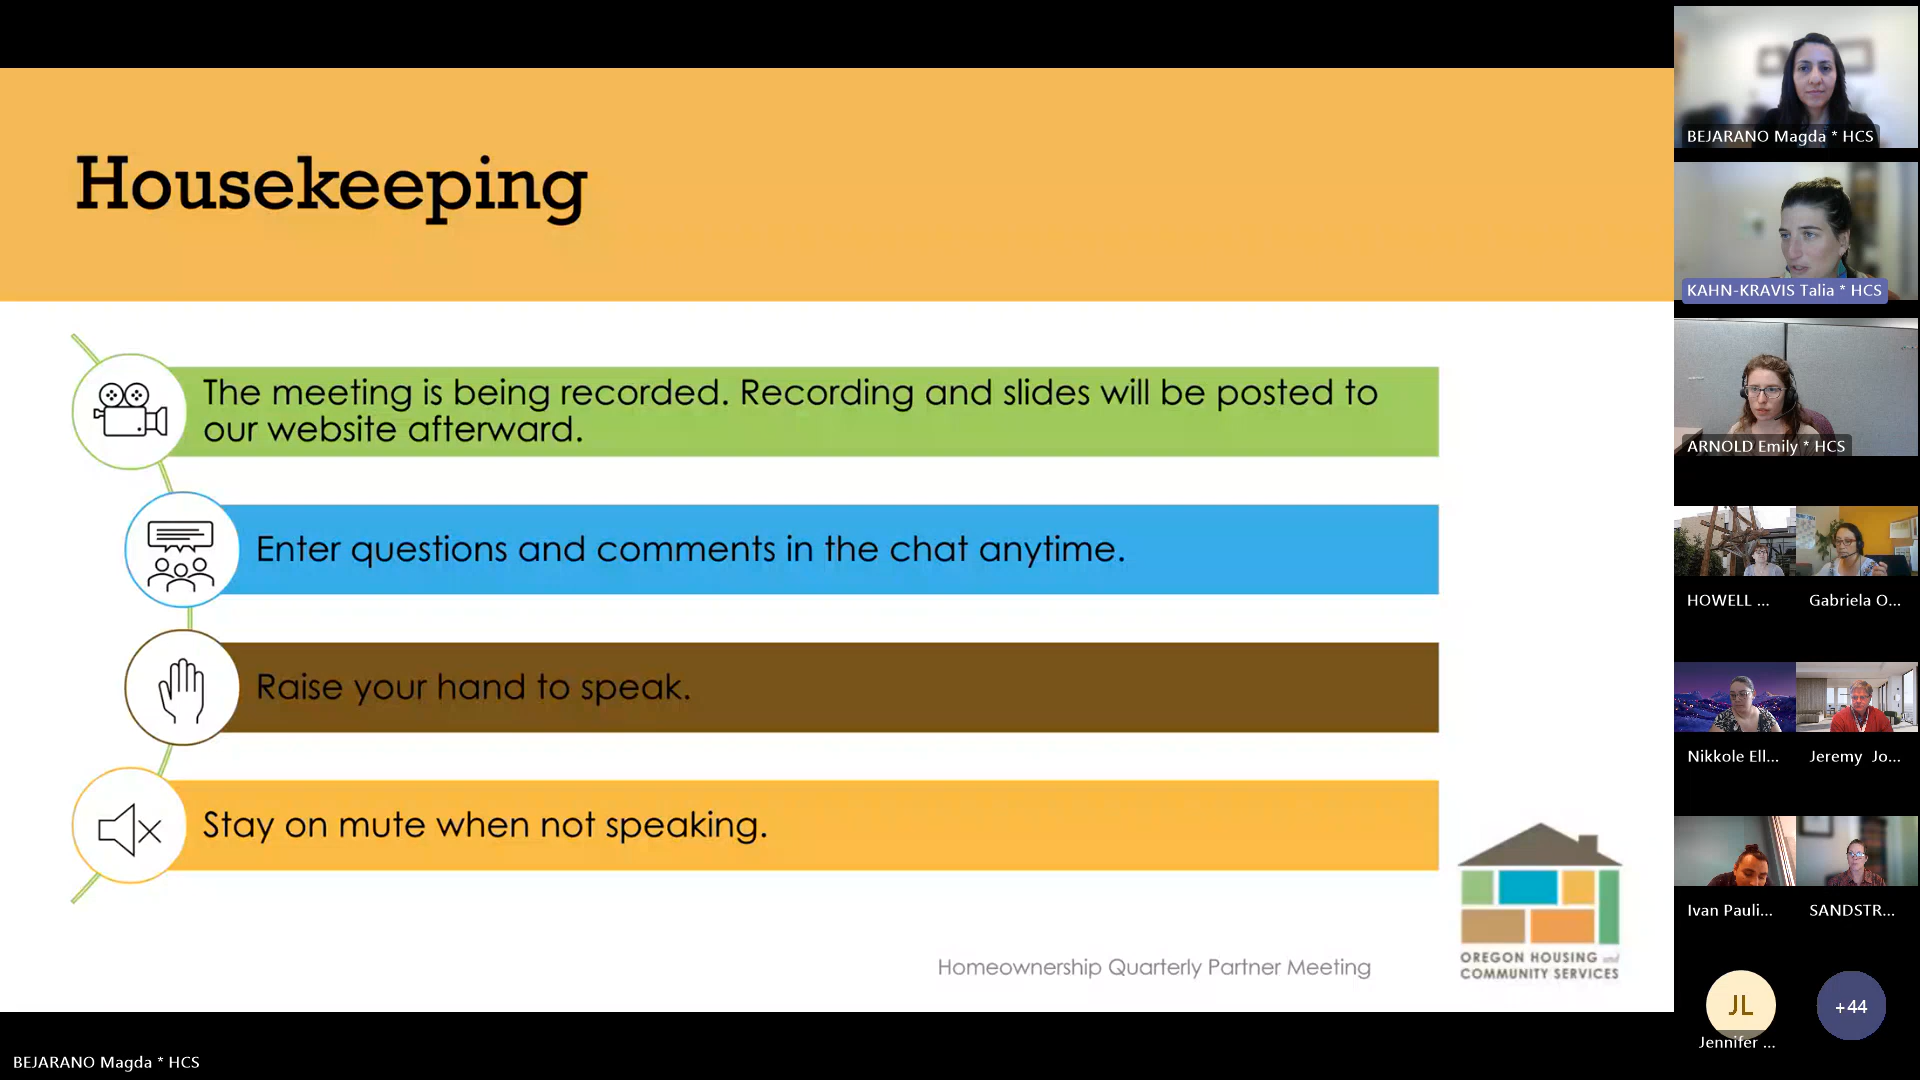 Housekeeping
The meeting is being recorded. Recording and slides will be posted to
our website afterward.
Enter questions and comments in the chat anytime.
Raise your hand to speak.
Stay on mute when not speaking.
Homeownership Quarterly Partner Meeting
OREGON HOUSING and
COMMUNITY SERVICES
BEJARANO Magda * HCS
BEJARANO Magda * HCS
KAHN-KRAVIS Talia * HCS
ARNOLD Emily * HCS
HOWELL ...
Gabriela O...
Nikkole Ell...
Jeremy Jo...
Ivan Pauli...
SANDSTR...
JL
Jennifer ...
+44